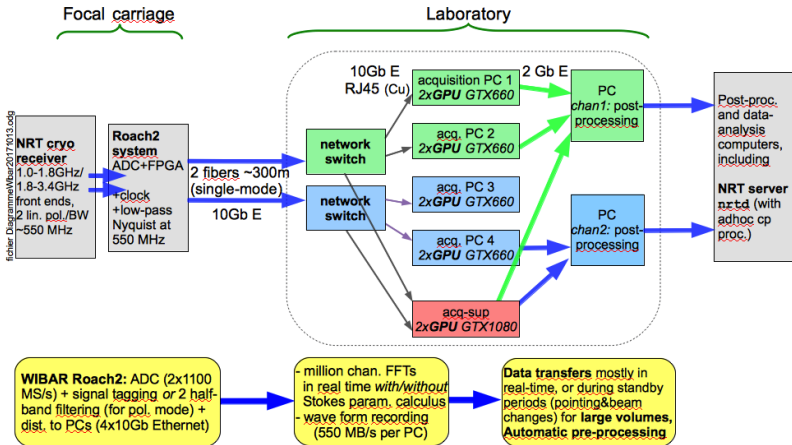 Focal carriage
Laboratory
fichier DiagrammeWibar20171013.odg
NRT cryo
receiver
1.0-1.8GHz/
1.8-3.4GHz
front ends,
2 lin. pol./BW
~550 MHz
Roach2
system
ADC+FPGA
+clock
+low-pass
Nyquist at
550 MHz
2 fibers ~300m
(single-mode)
10Gb E
network
switch
network
switch
10Gb E
RJ45 (Cu)
acquisition PC 1
2xGPU GTX660
acq. PC 2
2xGPU GTX660
acq. PC 3
2xGPU GTX660
acq. PC 4
2xGPU GTX660
acq-sup
2xGPU GTX1080
2 Gb E
PC
chan1: post-
processing
PC
chan2: post-
processing
Post-proc.
and data-
analysis
computers,
including
NRT server
nrtd (with
adhoc cp
proc.)
WIBAR Roach2: ADC (2x1100
MS/s) + signal tagging or 2 half-
band filtering (for pol. mode) +
dist. to PCs (4x10Gb Ethernet)
- million chan. FFTs
in real time with/without
Stokes param. calculus
- wave form recording
(550 MB/s per PC)
Data transfers mostly in
real-time, or during standby
periods (pointing&beam
changes) for large volumes,
Automatic pre-processing